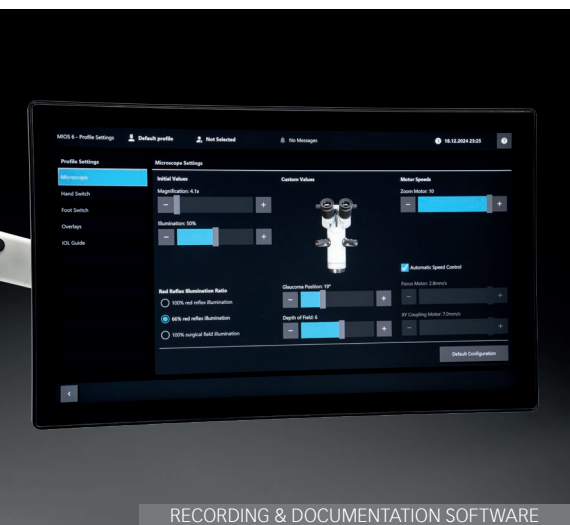 MIOS 6 - Profile Settings
Default profile
Not Selected
No Messages
18.12.2024 23:25
Profile Settings
Microscope
Hand Switch
Foot Switch
Overlays
IOL Guide
Microscope Settings
Initial Values
Magnification: 4.1x
- +
Illumination: 50%
- +
Red Reflex Illumination Ratio
100% red reflex illumination
66% red reflex illumination
100% surgical field illumination
Custom Values
Glaucoma Position: 19°
- +
Depth of Field: 6
- +
Motor Speeds
Zoom Motor: 10
- +
Automatic Speed Control
Focus Motor: 2.8mm/s
- +
XY Coupling Motor: 7.0mm/s
- +
Default Configuration
<
RECORDING & DOCUMENTATION SOFTWARE